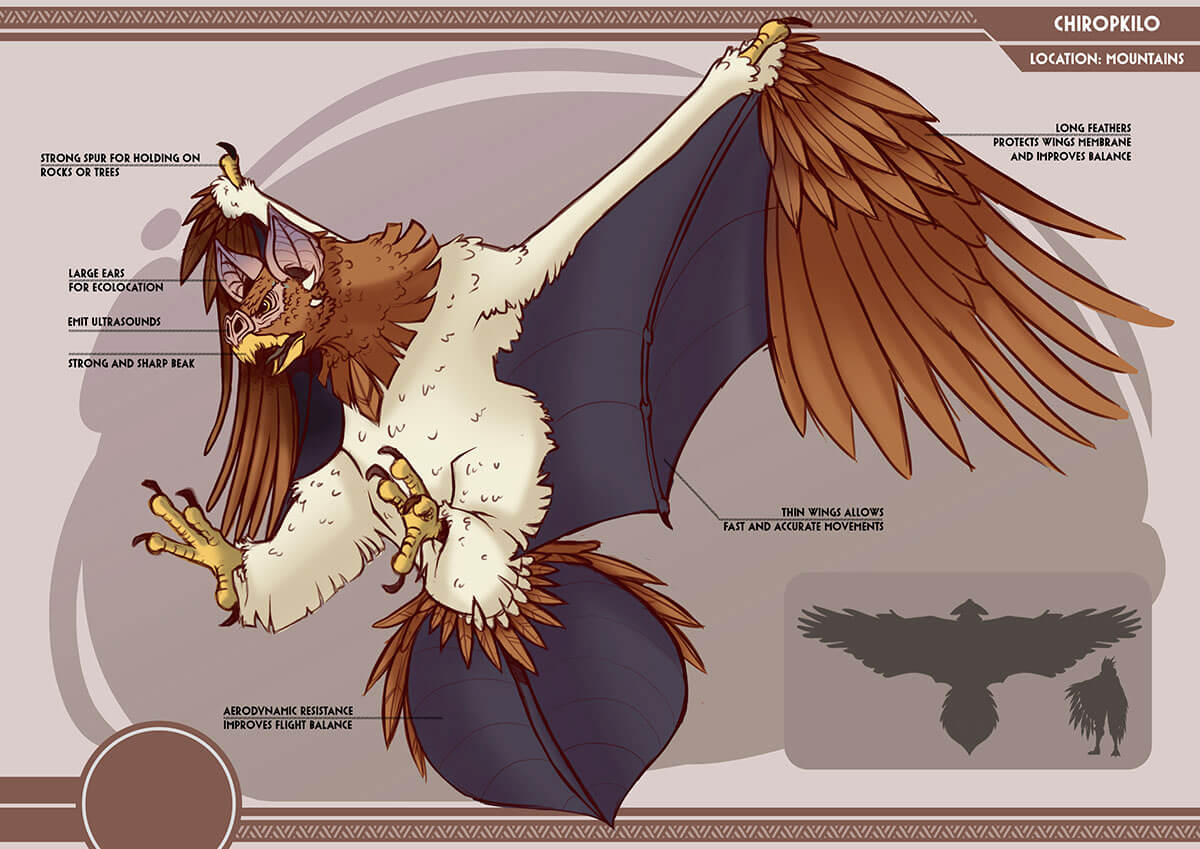 CHIROPKILO
LOCATION: MOUNTAINS
LONG FEATHERS
PROTECTS WINGS MEMBRANE
AND IMPROVES BALANCE
STRONG SPUR FOR HOLDING ON
ROCKS OR TREES
LARGE EARS
FOR ECOLOCATION
EMIT ULTRASOUNDS
STRONG AND SHARP BEAK
THIN WINGS ALLOWS
FAST AND ACCURATE MOVEMENTS
AERODYNAMIC RESISTANCE
IMPROVES FLIGHT BALANCE